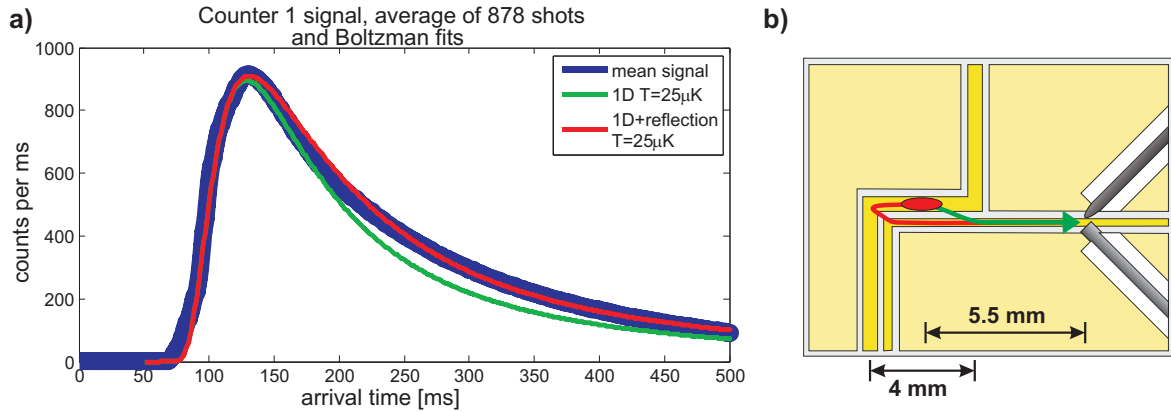 a)
Counter 1 signal, average of 878 shots
and Boltzman fits
1000
800
600
400
200
0
counts per ms
0 50 100 150 200 250 300 350 400 450 500
arrival time [ms]
mean signal
1D T=25μK
1D+reflection
T=25μK
b)
5.5 mm
4 mm